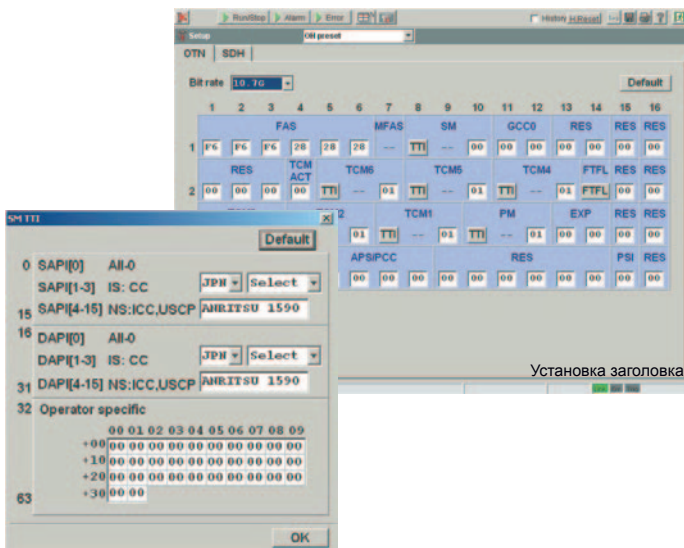 Run/Stop Alarm Error History H.Reset ?
Setup OH preset
OTN SDH
Bit rate 10.7G Default
1 2 3 4 5 6 7 8 9 10 11 12 13 14 15 16
FAS MFAS SM GCC0 RES RES RES
1 F6 F6 F6 28 28 28 -- TTI -- 00 00 00 00 00 00 00
RES TCM ACT TCM6 TCM5 TCM4 FTFL RES RES
2 00 00 00 00 TTI -- 01 TTI -- 00 TTI -- 01 FTFL 00 00
TCM1 PM EXP RES RES
01 TTI -- 01 TTI -- 01 00 00 00 00
APS/PCC RES PSI RES
00 00 00 00 00 00 00 00 00 00 00
Установка заголовка
SM TTI
Default
0 SAPI[0] All-0
SAPI[1-3] IS: CC JPN Select
15 SAPI[4-15] NS:ICC,USCP ANRITSU 1590
16 DAPI[0] All-0
DAPI[1-3] IS: CC JPN Select
31 DAPI[4-15] NS:ICC,USCP ANRITSU 1590
32 Operator specific
00 01 02 03 04 05 06 07 08 09
+00 00 00 00 00 00 00 00 00 00 00
+10 00 00 00 00 00 00 00 00 00 00
+20 00 00 00 00 00 00 00 00 00 00
+30 00 00
63
OK